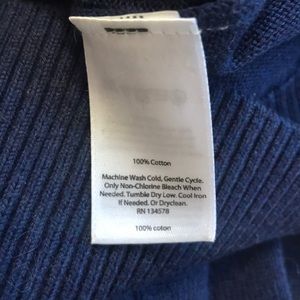 100% Cotton
Machine Wash Cold, Gentle Cycle.
Only Non-Chlorine Bleach When
Needed. Tumble Dry Low. Cool Iron
If Needed. Or Dryclean.
RN 134578
100% coton